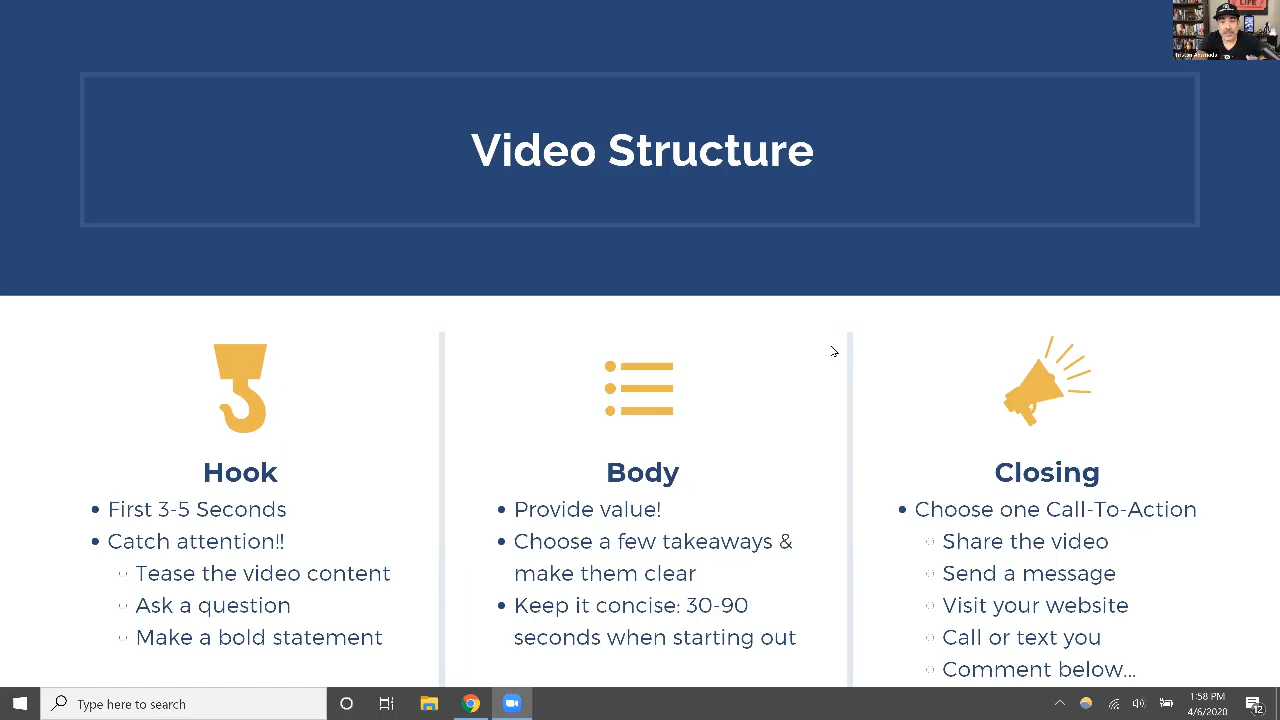 LIFE
Video Structure
Hook
First 3-5 Seconds
Catch attention!!
Tease the video content
Ask a question
Make a bold statement
Body
Provide value!
Choose a few takeaways &
make them clear
Keep it concise: 30-90
seconds when starting out
Closing
Choose one Call-To-Action
Share the video
Send a message
Visit your website
Call or text you
Comment below...
Type here to search
1:58 PM
4/6/2020
12